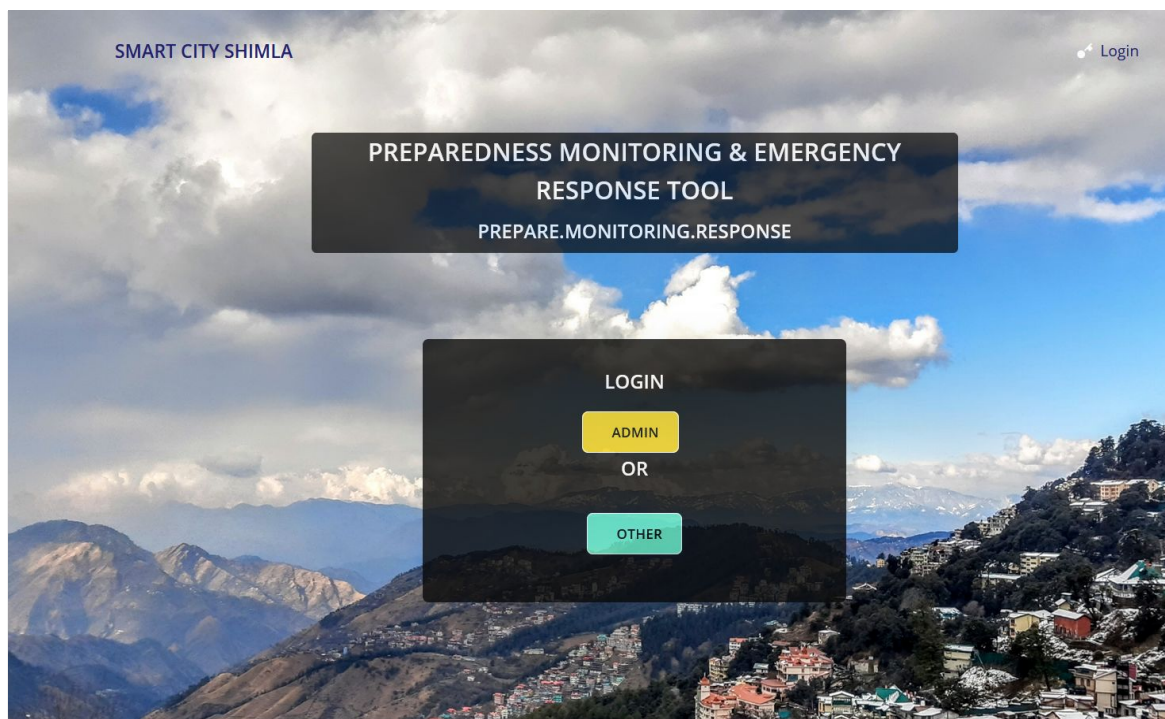 SMART CITY SHIMLA
Login
PREPAREDNESS MONITORING & EMERGENCY
RESPONSE TOOL
PREPARE.MONITORING.RESPONSE
LOGIN
ADMIN
OR
OTHER